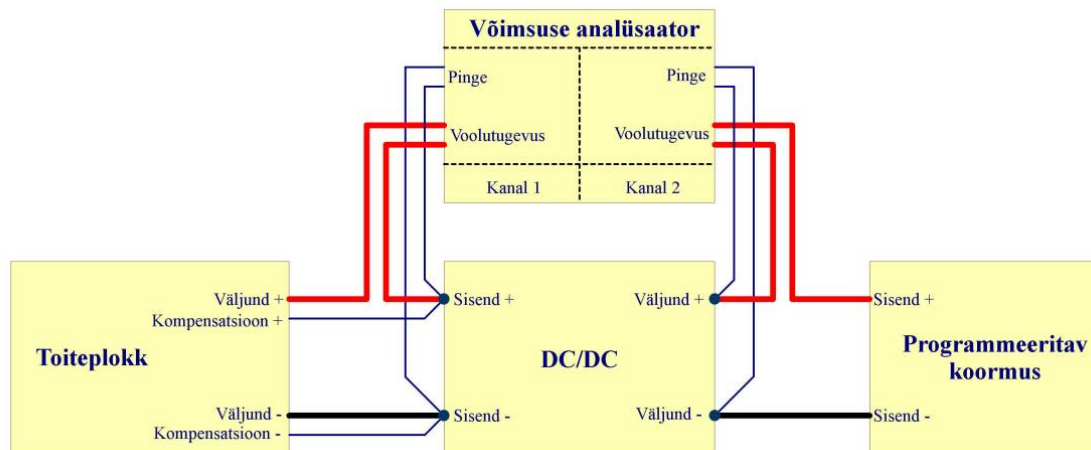 Võimsuse analüsaator
Pinge
Pinge
Voolutugevus
Voolutugevus
Kanal 1
Kanal 2
Väljund +
Kompensatsioon +
Toiteplokk
Väljund -
Kompensatsioon -
Sisend +
Väljund +
DC/DC
Sisend -
Väljund -
Sisend +
Programmeeritav
koormus
Sisend -